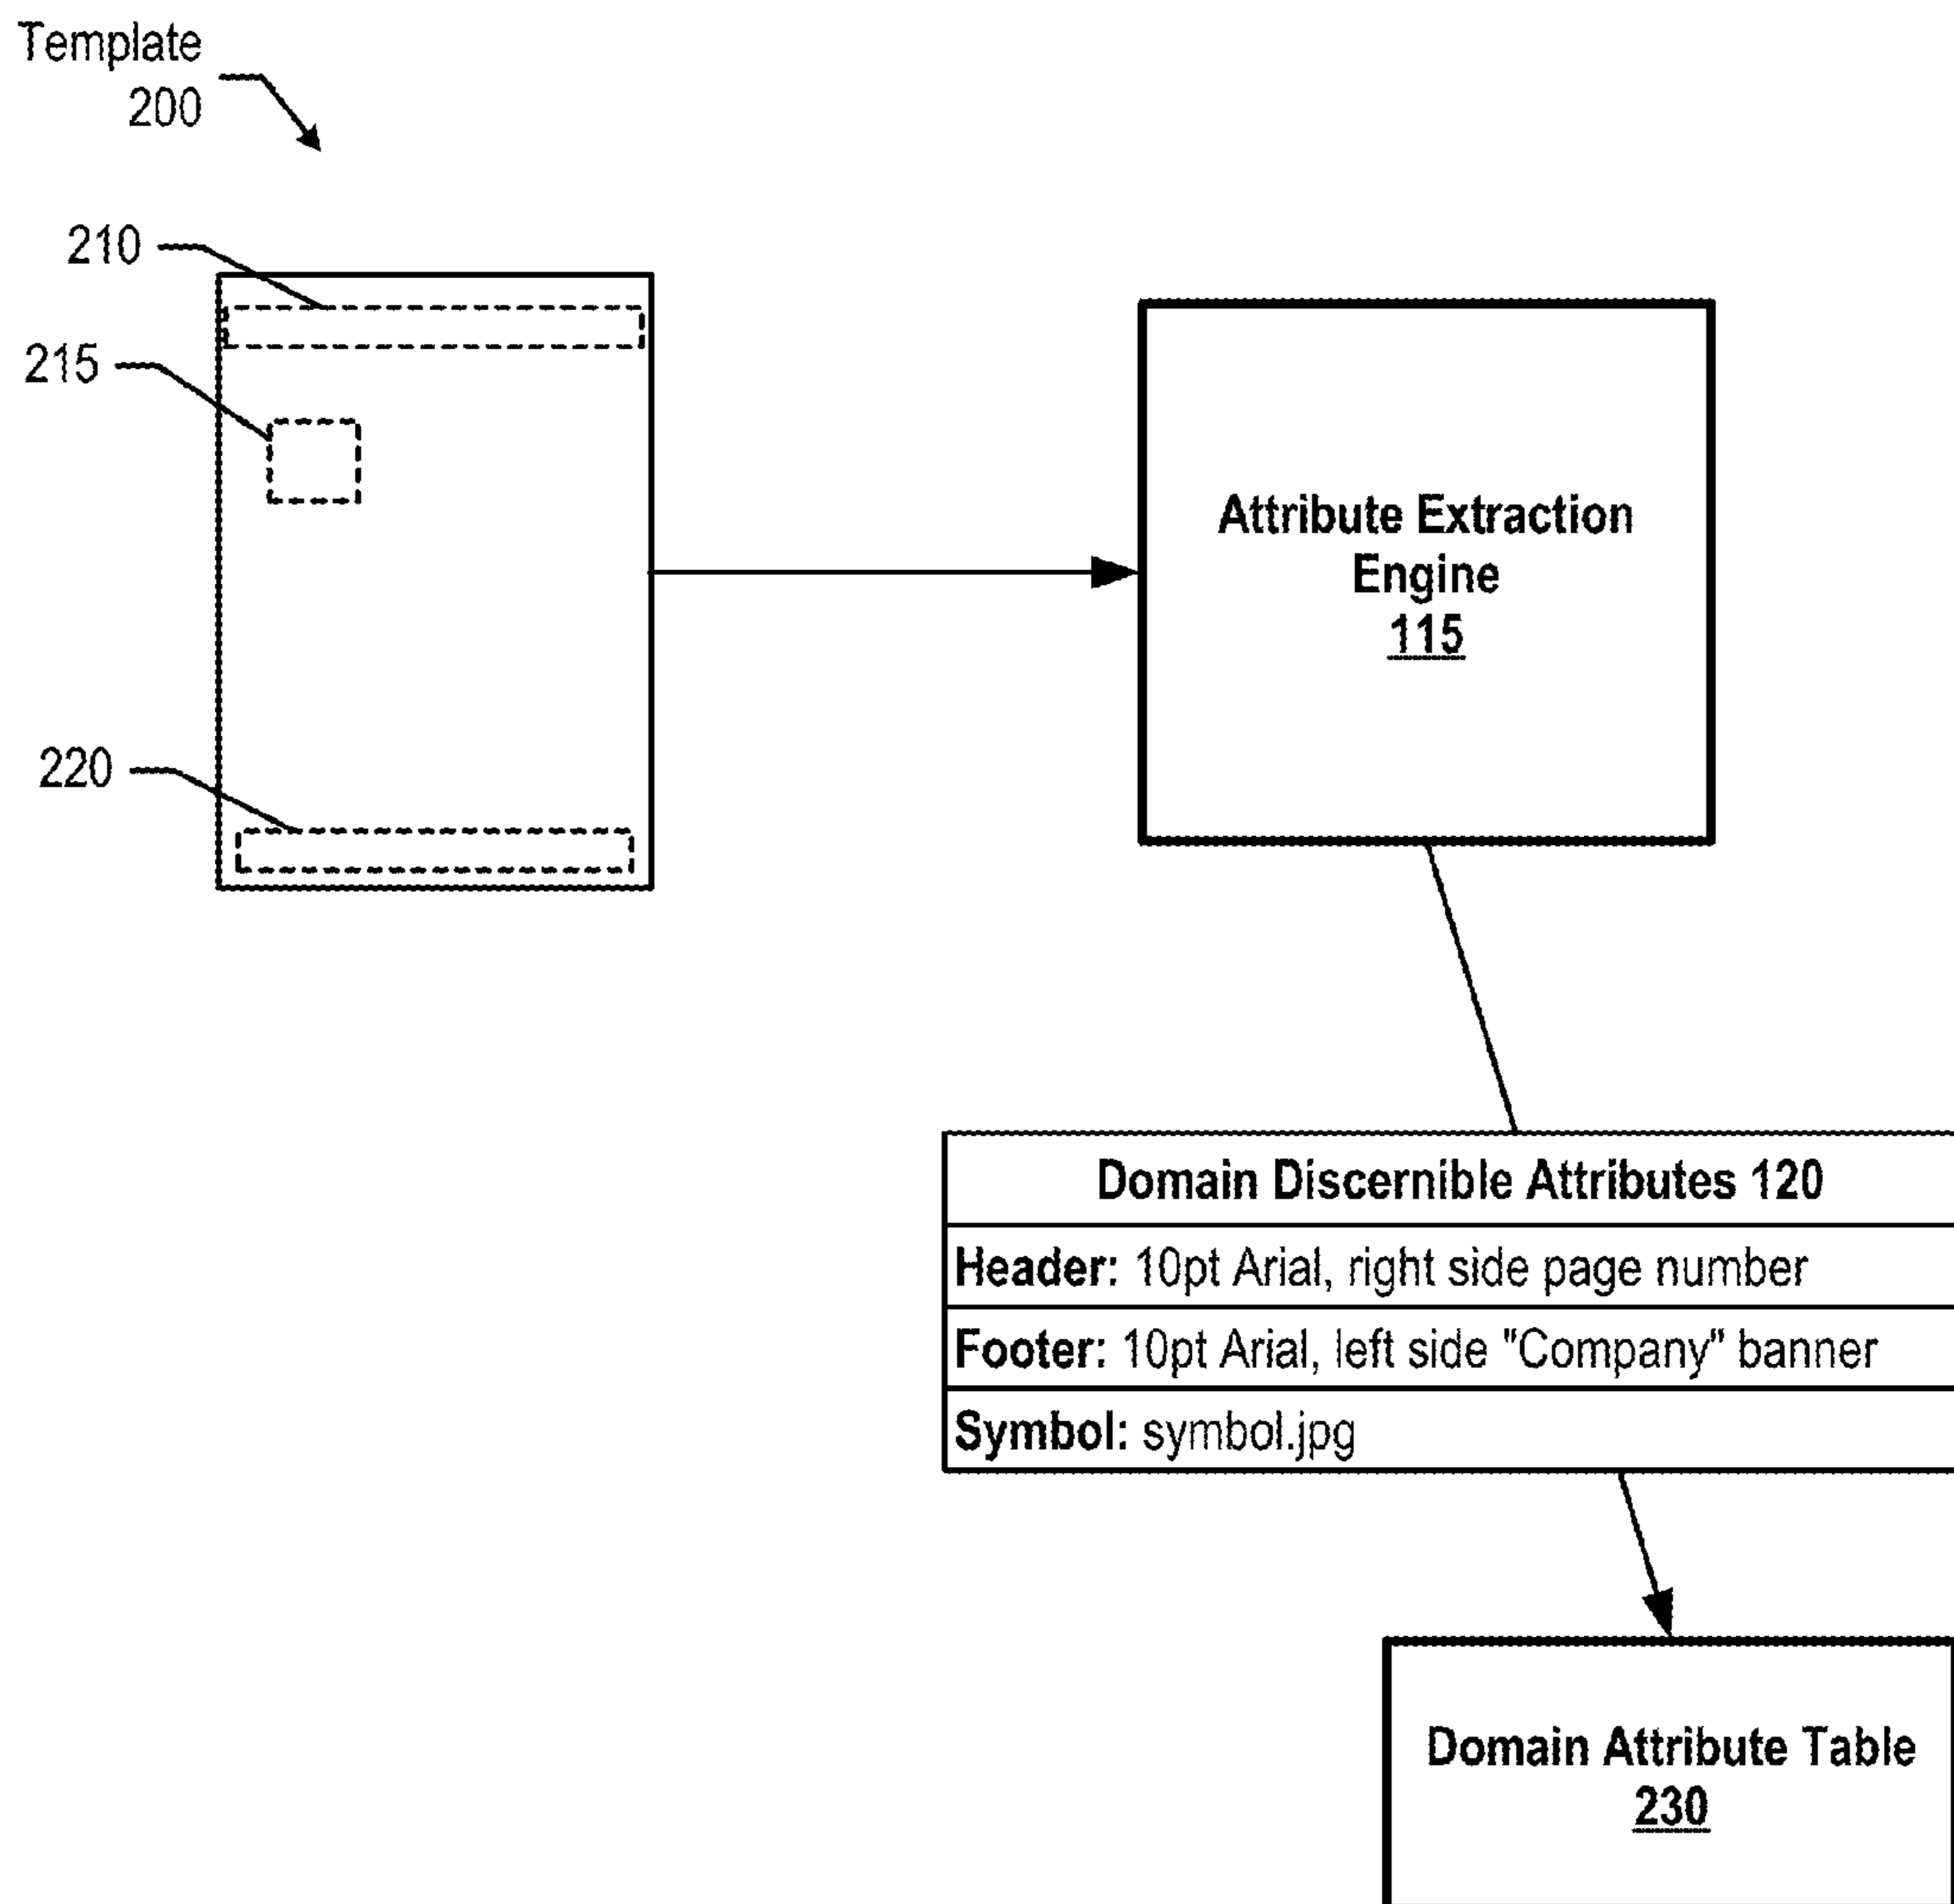 Template
200
210
215
220
Attribute Extraction
Engine
115
Domain Discernible Attributes 120
Header: 10pt Arial, right side page number
Footer: 10pt Arial, left side "Company" banner
Symbol: symbol.jpg
Domain Attribute Table
230